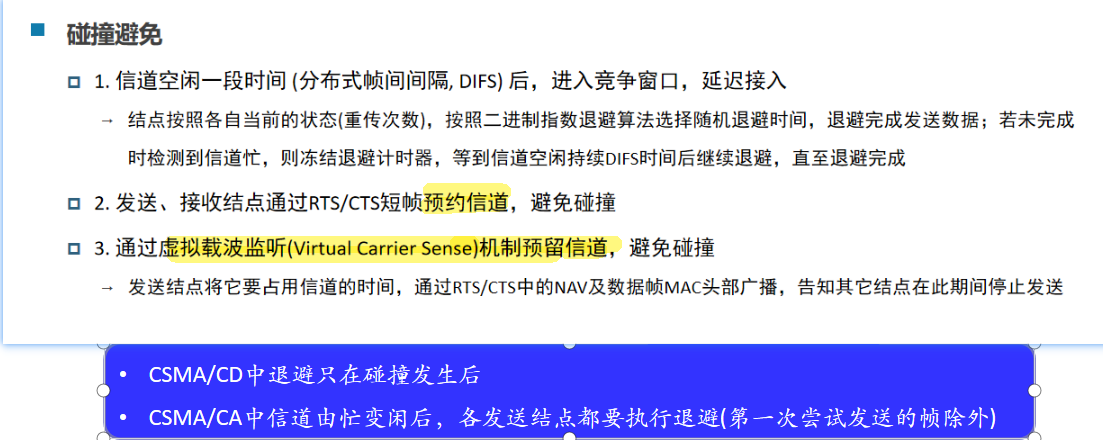 碰撞避免
1. 信道空闲一段时间 (分布式帧间间隔, DIFS) 后，进入竞争窗口，延迟接入
→ 结点按照各自当前的状态(重传次数)，按照二进制指数退避算法选择随机退避时间，退避完成发送数据；若未完成
时检测到信道忙，则冻结退避计时器，等到信道空闲持续DIFS时间后继续退避，直至退避完成
2. 发送、接收结点通过RTS/CTS短帧预约信道，避免碰撞
3. 通过虚拟载波监听(Virtual Carrier Sense)机制预留信道，避免碰撞
→ 发送结点将它要占用信道的时间，通过RTS/CTS中的NAV及数据帧MAC头部广播，告知其它结点在此期间停止发送
• CSMA/CD中退避只在碰撞发生后
• CSMA/CA中信道由忙变闲后，各发送结点都要执行退避(第一次尝试发送的帧除外)